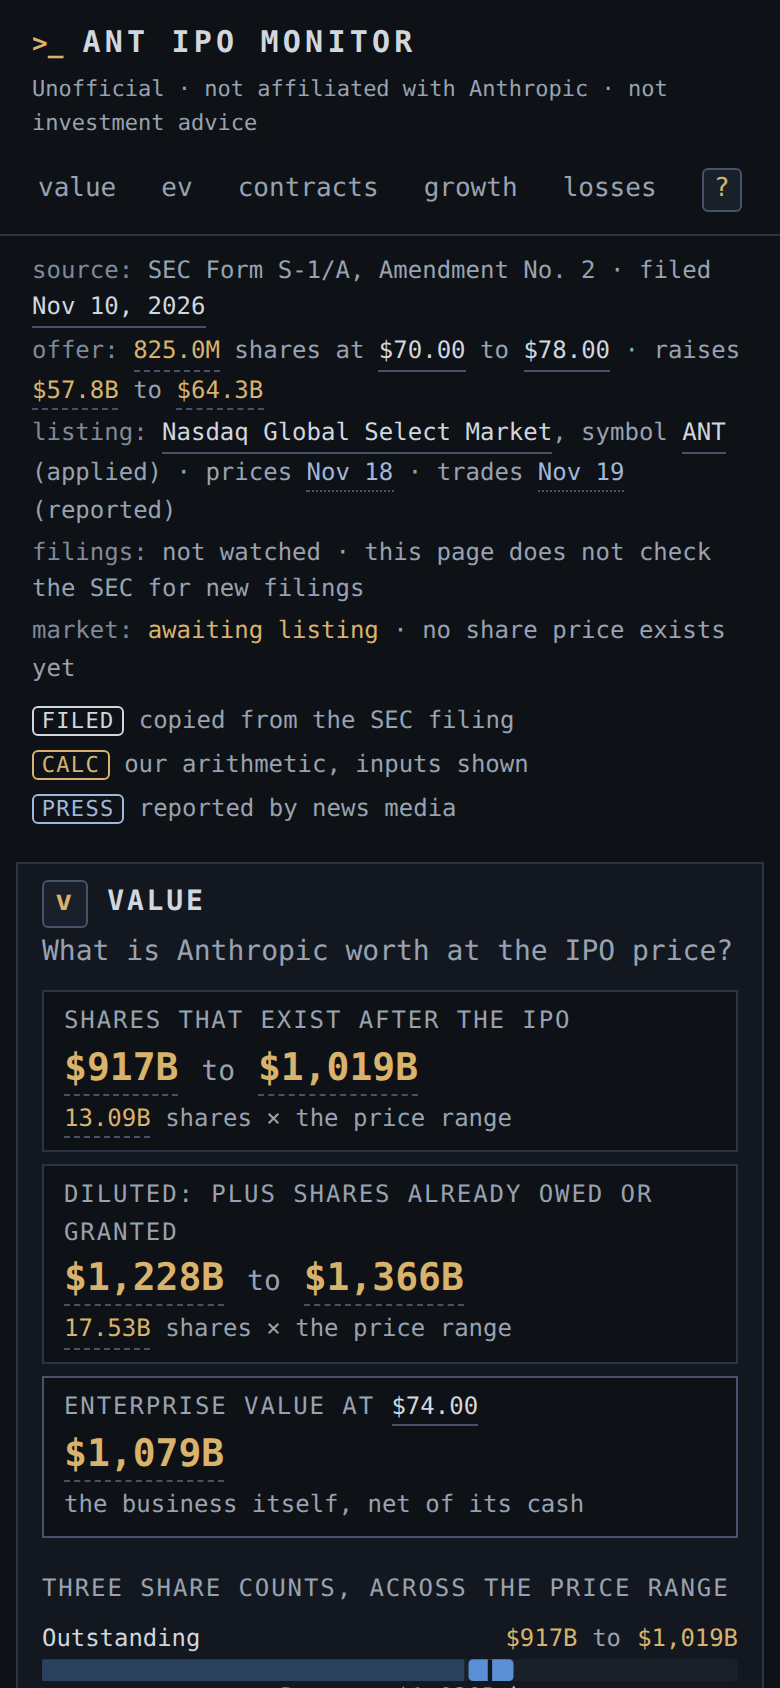 >_ ANT IPO MONITOR
Unofficial · not affiliated with Anthropic · not
investment advice
value ev contracts growth losses ?
source: SEC Form S-1/A, Amendment No. 2 · filed
Nov 10, 2026
offer: 825.0M shares at $70.00 to $78.00 · raises
$57.8B to $64.3B
listing: Nasdaq Global Select Market, symbol ANT
(applied) · prices Nov 18 · trades Nov 19
(reported)
filings: not watched · this page does not check
the SEC for new filings
market: awaiting listing · no share price exists
yet
FILED copied from the SEC filing
CALC our arithmetic, inputs shown
PRESS reported by news media
v VALUE
What is Anthropic worth at the IPO price?
SHARES THAT EXIST AFTER THE IPO
$917B to $1,019B
13.09B shares × the price range
DILUTED: PLUS SHARES ALREADY OWED OR
GRANTED
$1,228B to $1,366B
17.53B shares × the price range
ENTERPRISE VALUE AT $74.00
$1,079B
the business itself, net of its cash
THREE SHARE COUNTS, ACROSS THE PRICE RANGE
Outstanding $917B to $1,019B